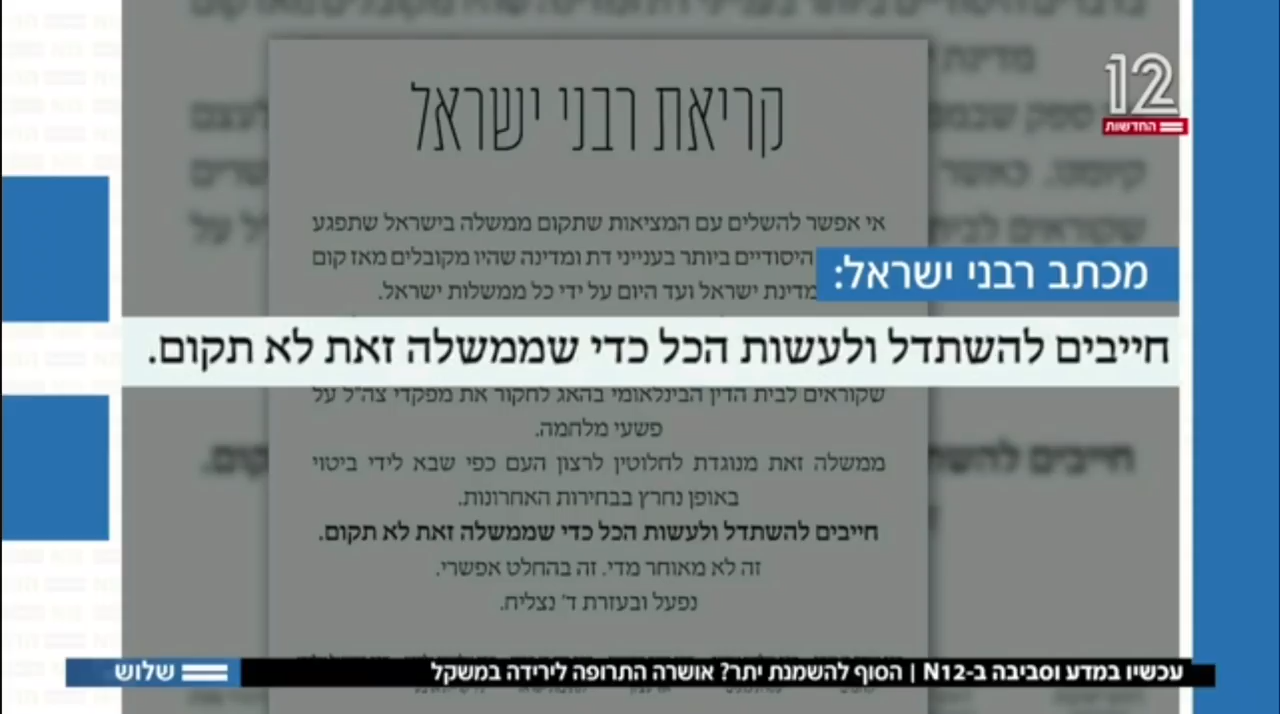 12
החדשות
קריאת רבני ישראל
אי אפשר להשלים עם המציאות שתקום ממשלה בישראל שתפגע
היסודיים ביותר בענייני דת ומדינה שהיו מקובלים מאז קום
מדינת ישראל ועד היום על ידי כל ממשלות ישראל.
מכתב רבני ישראל:
חייבים להשתדל ולעשות הכל כדי שממשלה זאת לא תקום.
שקוראים לבית הדין הבינלאומי בהאג לחקור את מפקדי צה"ל על
פשעי מלחמה.
ממשלה זאת מנוגדת לחלוטין לרצון העם כפי שבא לידי ביטוי
באופן נחרץ בבחירות האחרונות.
חייבים להשתדל ולעשות הכל כדי שממשלה זאת לא תקום.
זה לא מאוחר מדי. זה בהחלט אפשרי.
נפעל ובעזרת ד' נצליח.
עכשיו במדע וסביבה ב-N12 | הסוף להשמנת יתר? אושרה התרופה לירידה במשקל
שלוש